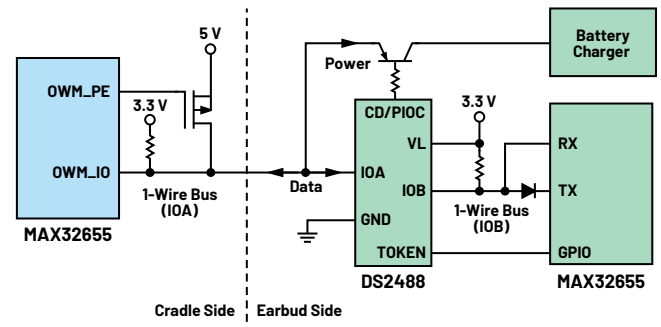 5 V
Battery
Charger
Power
OWM_PE
3.3 V
CD/PIOC
3.3 V
VL
RX
OWM_IO
IOA
IOB
TX
Data
1-Wire Bus
(IOA)
1-Wire Bus
(IOB)
GND
MAX32655
TOKEN
GPIO
DS2488
MAX32655
Cradle Side
Earbud Side